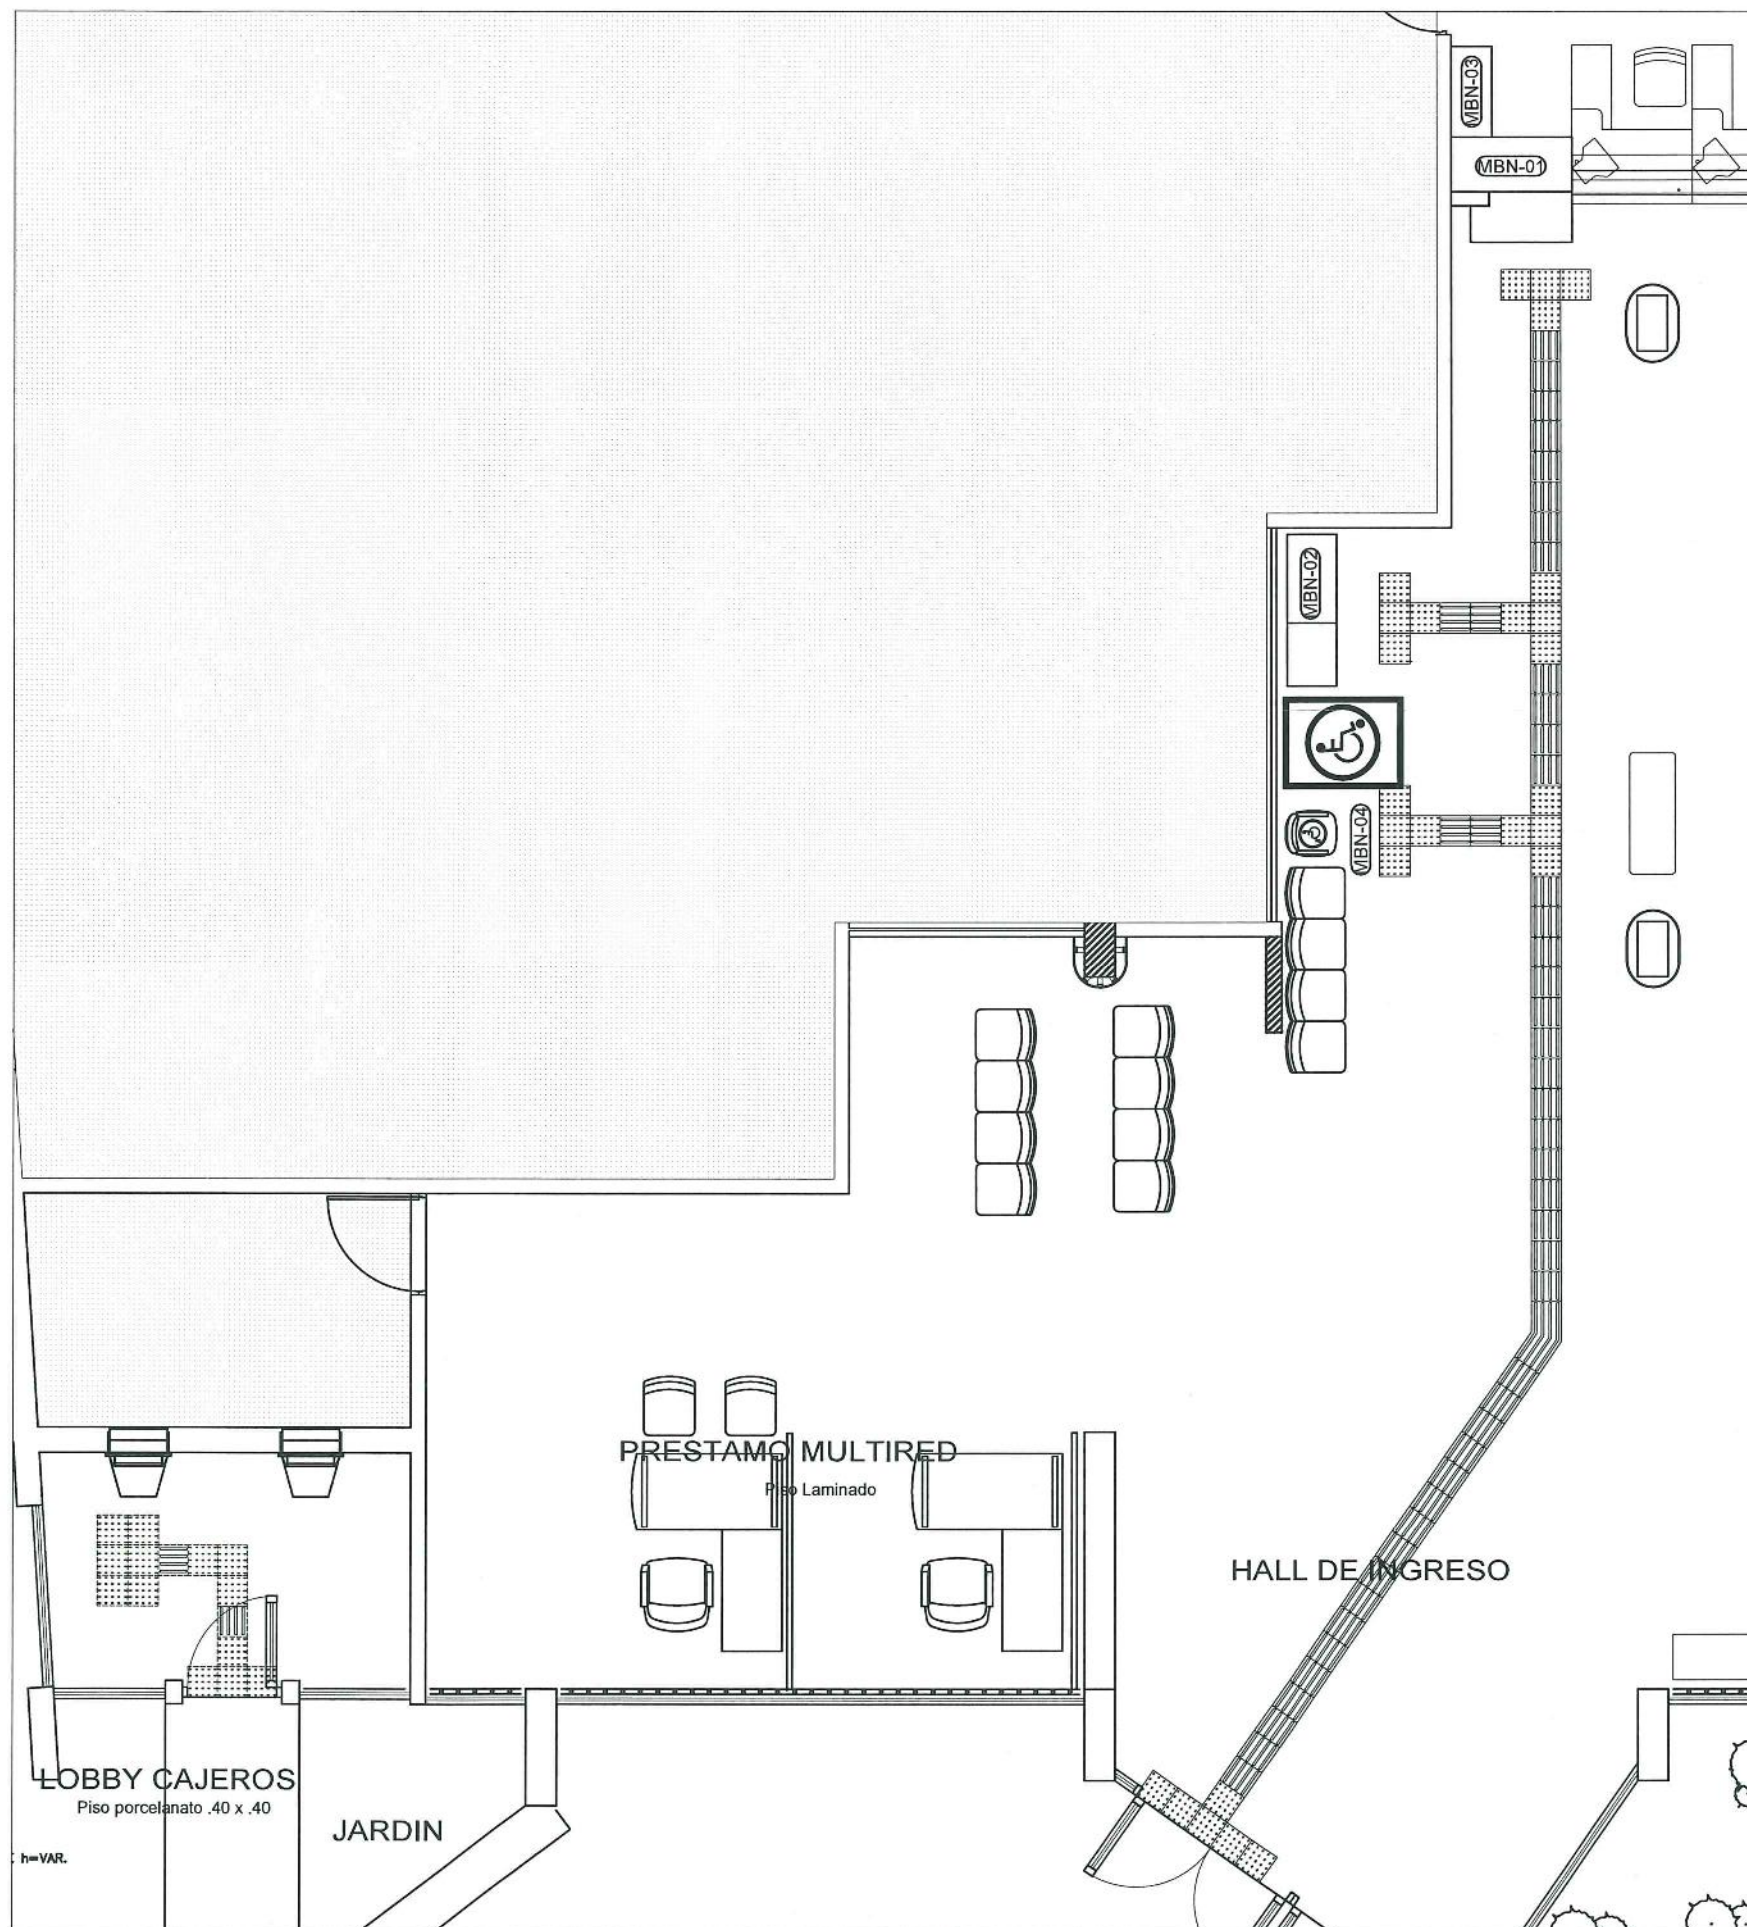 MBN-03
MBN-01
MBN-02
MBN-04
PRESTAMO MULTIRED
Piso Laminado
HALL DE INGRESO
LOBBY CAJEROS
Piso porcelanato .40 x .40
JARDIN
h=VAR.